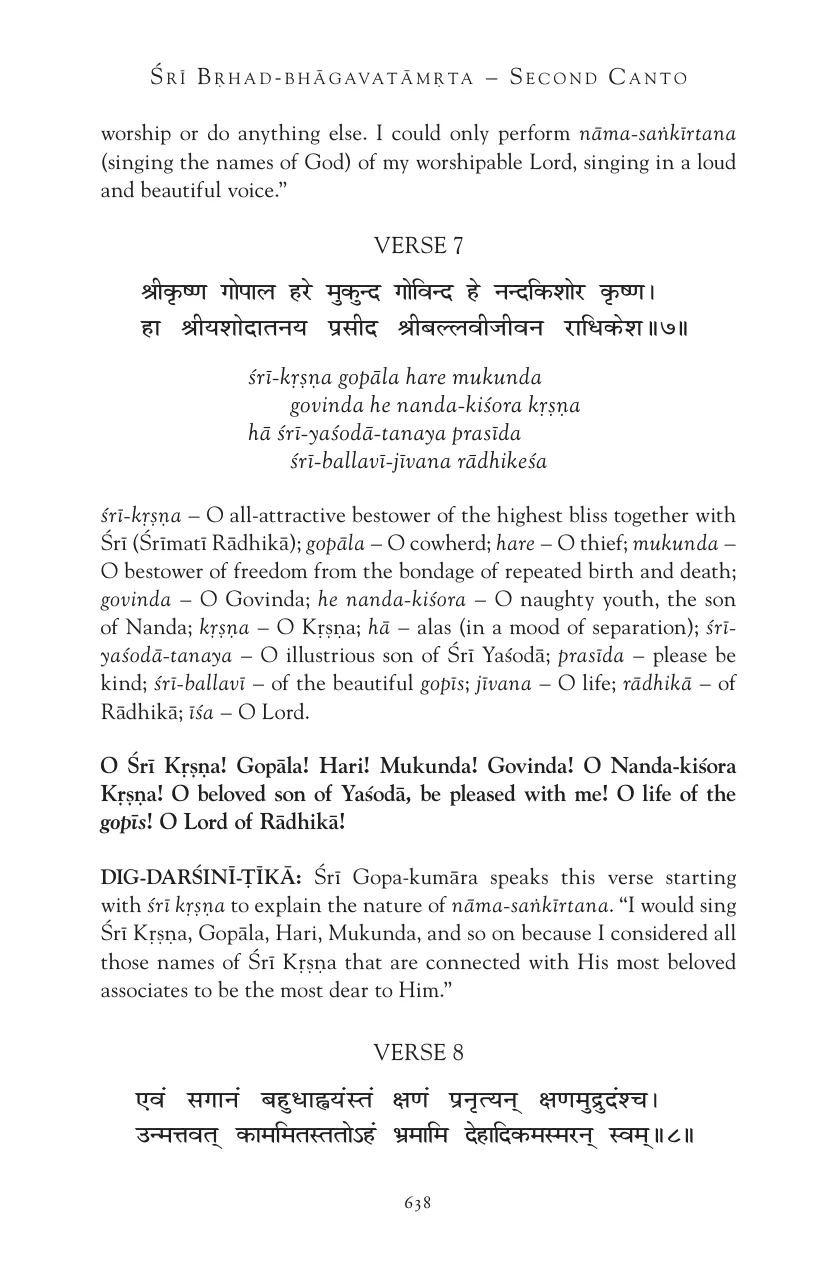 ŚRĪ BṚHAD-BHĀGAVATĀMṚTA – SECOND CANTO
worship or do anything else. I could only perform nāma-saṅkīrtana
(singing the names of God) of my worshipable Lord, singing in a loud
and beautiful voice.”
VERSE 7
श्रीकृष्ण गोपाल हरे मुकुन्द गोविन्द हे नन्दकिशोर कृष्ण।
हा श्रीयशोदातनय प्रसीद श्रीबल्लवीजीवन राधिकेश॥७॥
śrī-kṛṣṇa gopāla hare mukunda
govinda he nanda-kiśora kṛṣṇa
hā śrī-yaśodā-tanaya prasīda
śrī-ballavī-jīvana rādhikeśa
śrī-kṛṣṇa – O all-attractive bestower of the highest bliss together with
Śrī (Śrīmatī Rādhikā); gopāla – O cowherd; hare – O thief; mukunda –
O bestower of freedom from the bondage of repeated birth and death;
govinda – O Govinda; he nanda-kiśora – O naughty youth, the son
of Nanda; kṛṣṇa – O Kṛṣṇa; hā – alas (in a mood of separation); śrī-
yaśodā-tanaya – O illustrious son of Śrī Yaśodā; prasīda – please be
kind; śrī-ballavī – of the beautiful gopīs; jīvana – O life; rādhikā – of
Rādhikā; īśa – O Lord.
O Śrī Kṛṣṇa! Gopāla! Hari! Mukunda! Govinda! O Nanda-kiśora
Kṛṣṇa! O beloved son of Yaśodā, be pleased with me! O life of the
gopīs! O Lord of Rādhikā!
DIG-DARŚINĪ-ṬĪKĀ: Śrī Gopa-kumāra speaks this verse starting
with śrī kṛṣṇa to explain the nature of nāma-saṅkīrtana. “I would sing
Śrī Kṛṣṇa, Gopāla, Hari, Mukunda, and so on because I considered all
those names of Śrī Kṛṣṇa that are connected with His most beloved
associates to be the most dear to Him.”
VERSE 8
एवं सगानं बहुधाह्वयंस्तं क्षणं प्रनृत्यन् क्षणमुद्रुदंश्च।
उन्मत्तवत् काममितस्ततोऽहं भ्रमामि देहादिकमस्मरन् स्वम्॥८॥
638